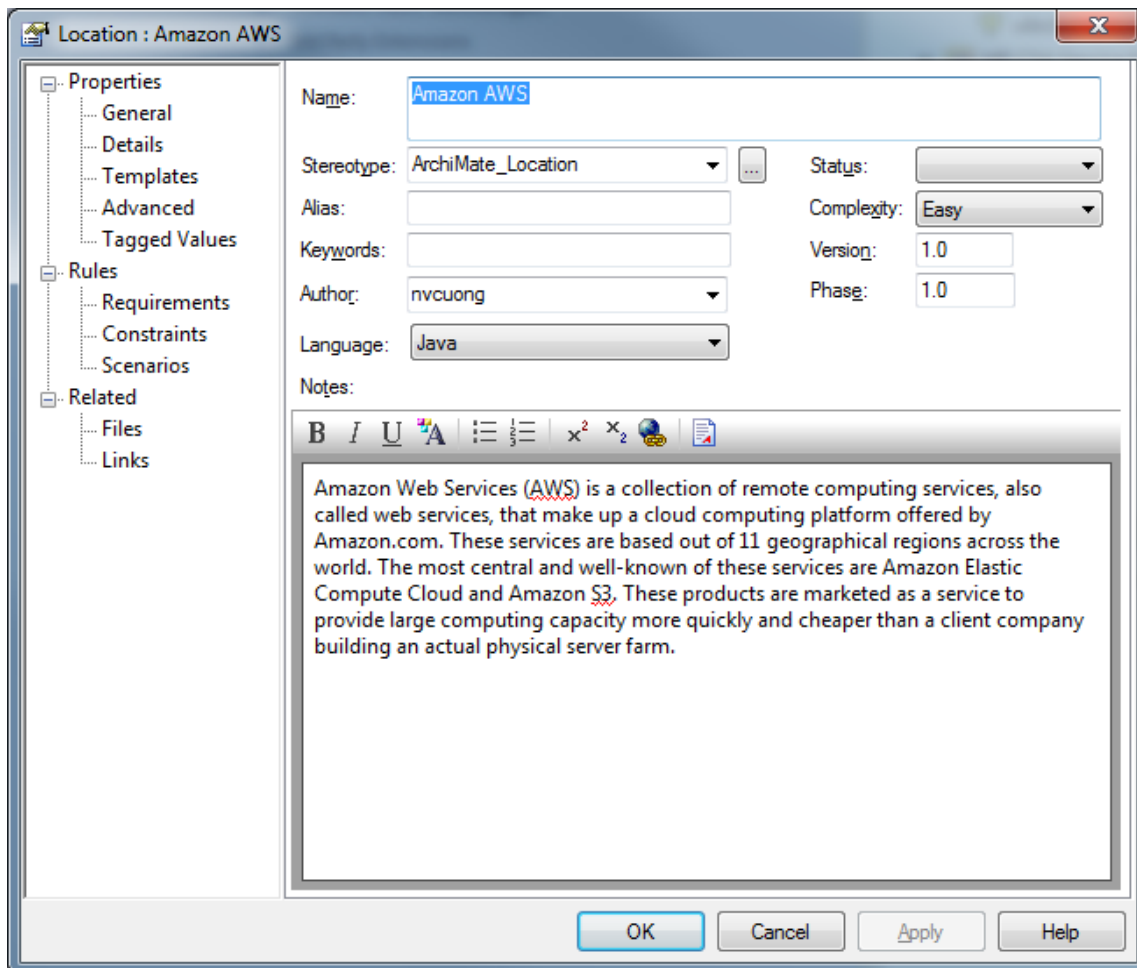 Location : Amazon AWS
Properties
General
Details
Templates
Advanced
Tagged Values
Rules
Requirements
Constraints
Scenarios
Related
Files
Links
Name: Amazon AWS
Stereotype: ArchiMate_Location ... Status:
Alias: Complexity: Easy
Keywords: Version: 1.0
Author: nvcuong Phase: 1.0
Language: Java
Notes:
B I U A x² x₂
Amazon Web Services (AWS) is a collection of remote computing services, also
called web services, that make up a cloud computing platform offered by
Amazon.com. These services are based out of 11 geographical regions across the
world. The most central and well-known of these services are Amazon Elastic
Compute Cloud and Amazon S3. These products are marketed as a service to
provide large computing capacity more quickly and cheaper than a client company
building an actual physical server farm.
OK Cancel Apply Help